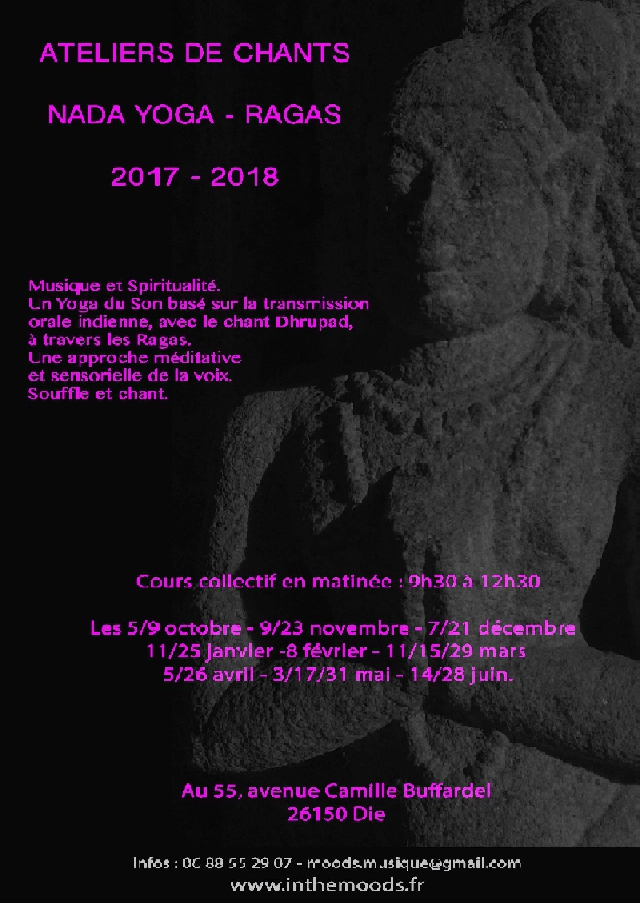 ATELIERS DE CHANTS
NADA YOGA - RAGAS
2017 - 2018
Musique et Spiritualité.
Un Yoga du Son basé sur la transmission
orale indienne, avec le chant Dhrupad,
à travers les Ragas.
Une approche méditative
et sensorielle de la voix.
Souffle et chant.
Cours collectif en matinée : 9h30 à 12h30
Les 5/9 octobre - 9/23 novembre - 7/21 décembre
11/25 janvier -8 février - 11/15/29 mars
5/26 avril - 3/17/31 mai - 14/28 juin.
Au 55, avenue Camille Buffardel
26150 Die
Infos : 06 88 55 29 07 - moods.musique@gmail.com
www.inthemoods.fr